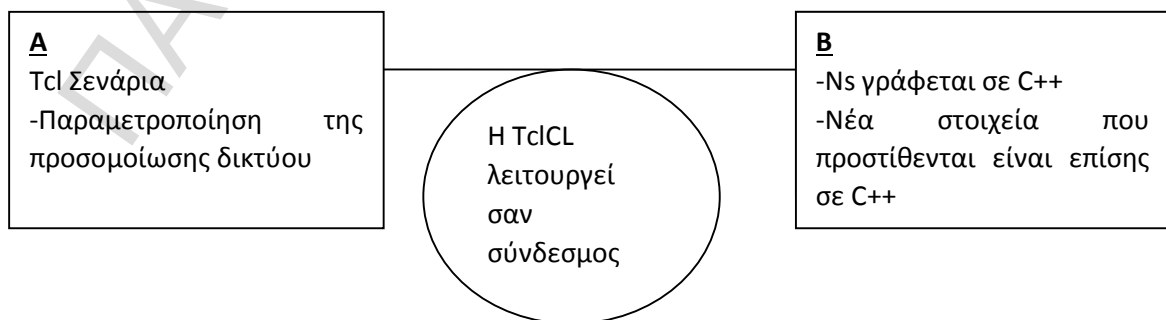 Α
Tcl Σενάρια
-Παραμετροποίηση της
προσομοίωσης δικτύου
Η TclCL
λειτουργεί
σαν
σύνδεσμος
Β
-Ns γράφεται σε C++
-Νέα στοιχεία που
προστίθενται είναι επίσης
σε C++